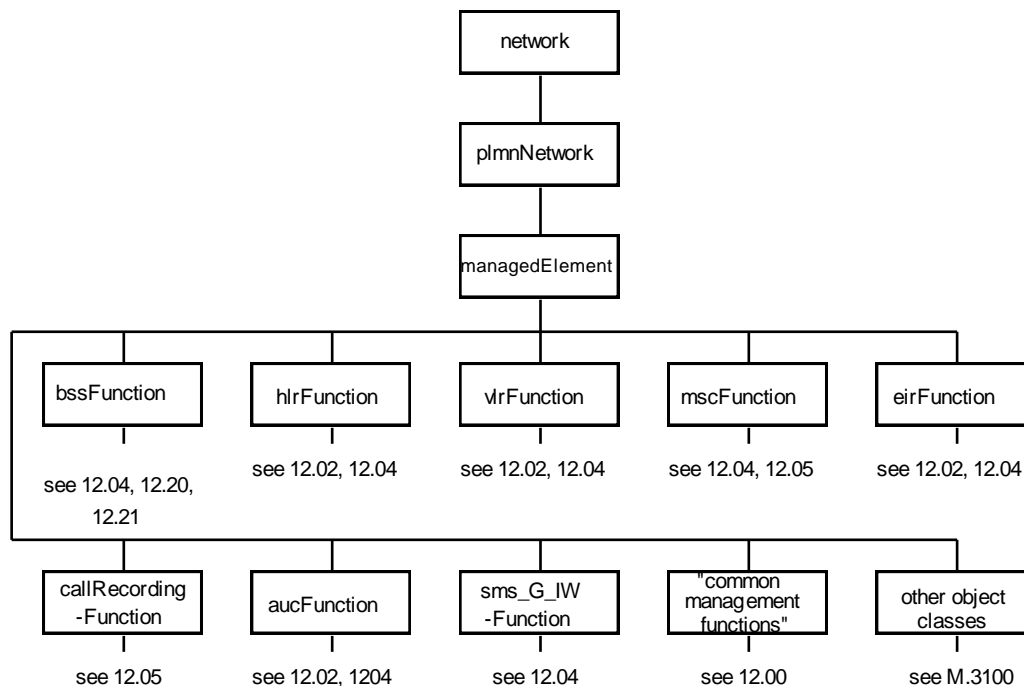 network
plmnNetwork
managedElement
bssFunction
hlrFunction
vlrFunction
mscFunction
eirFunction
see 12.04, 12.20,
12.21
see 12.02, 12.04
see 12.02, 12.04
see 12.04, 12.05
see 12.02, 12.04
callRecording
-Function
aucFunction
sms_G_IW
-Function
"common
management
functions"
other object
classes
see 12.05
see 12.02, 1204
see 12.04
see 12.00
see M.3100